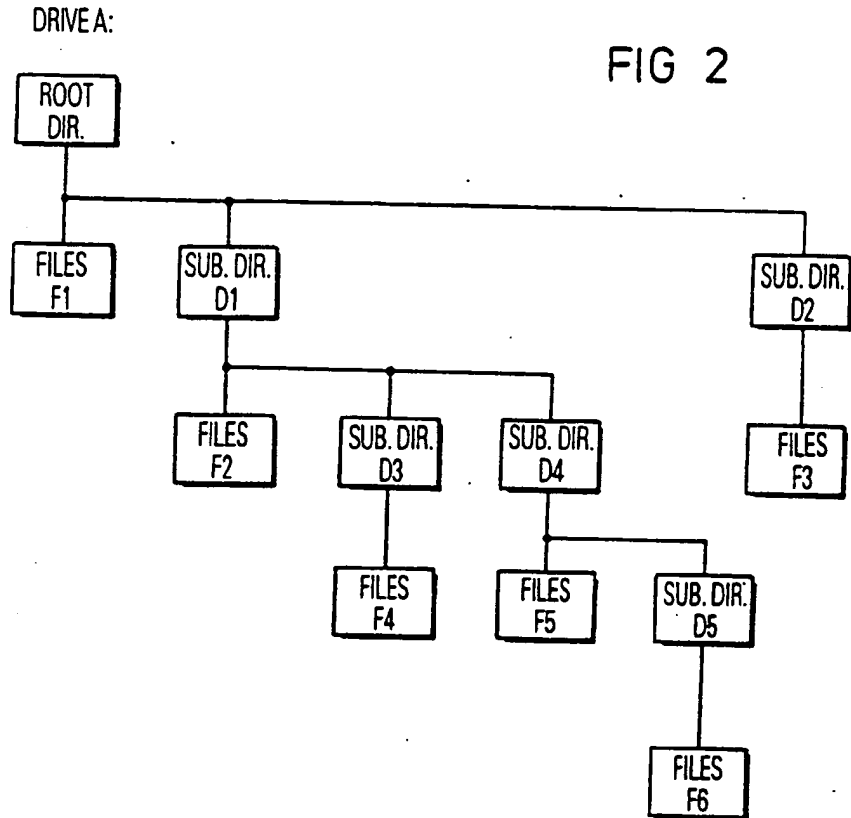 DRIVE A:
FIG 2
ROOT
DIR.
FILES
F1
SUB. DIR.
D1
SUB. DIR.
D2
FILES
F2
SUB. DIR.
D3
SUB. DIR.
D4
FILES
F3
FILES
F4
FILES
F5
SUB. DIR.
D5
FILES
F6